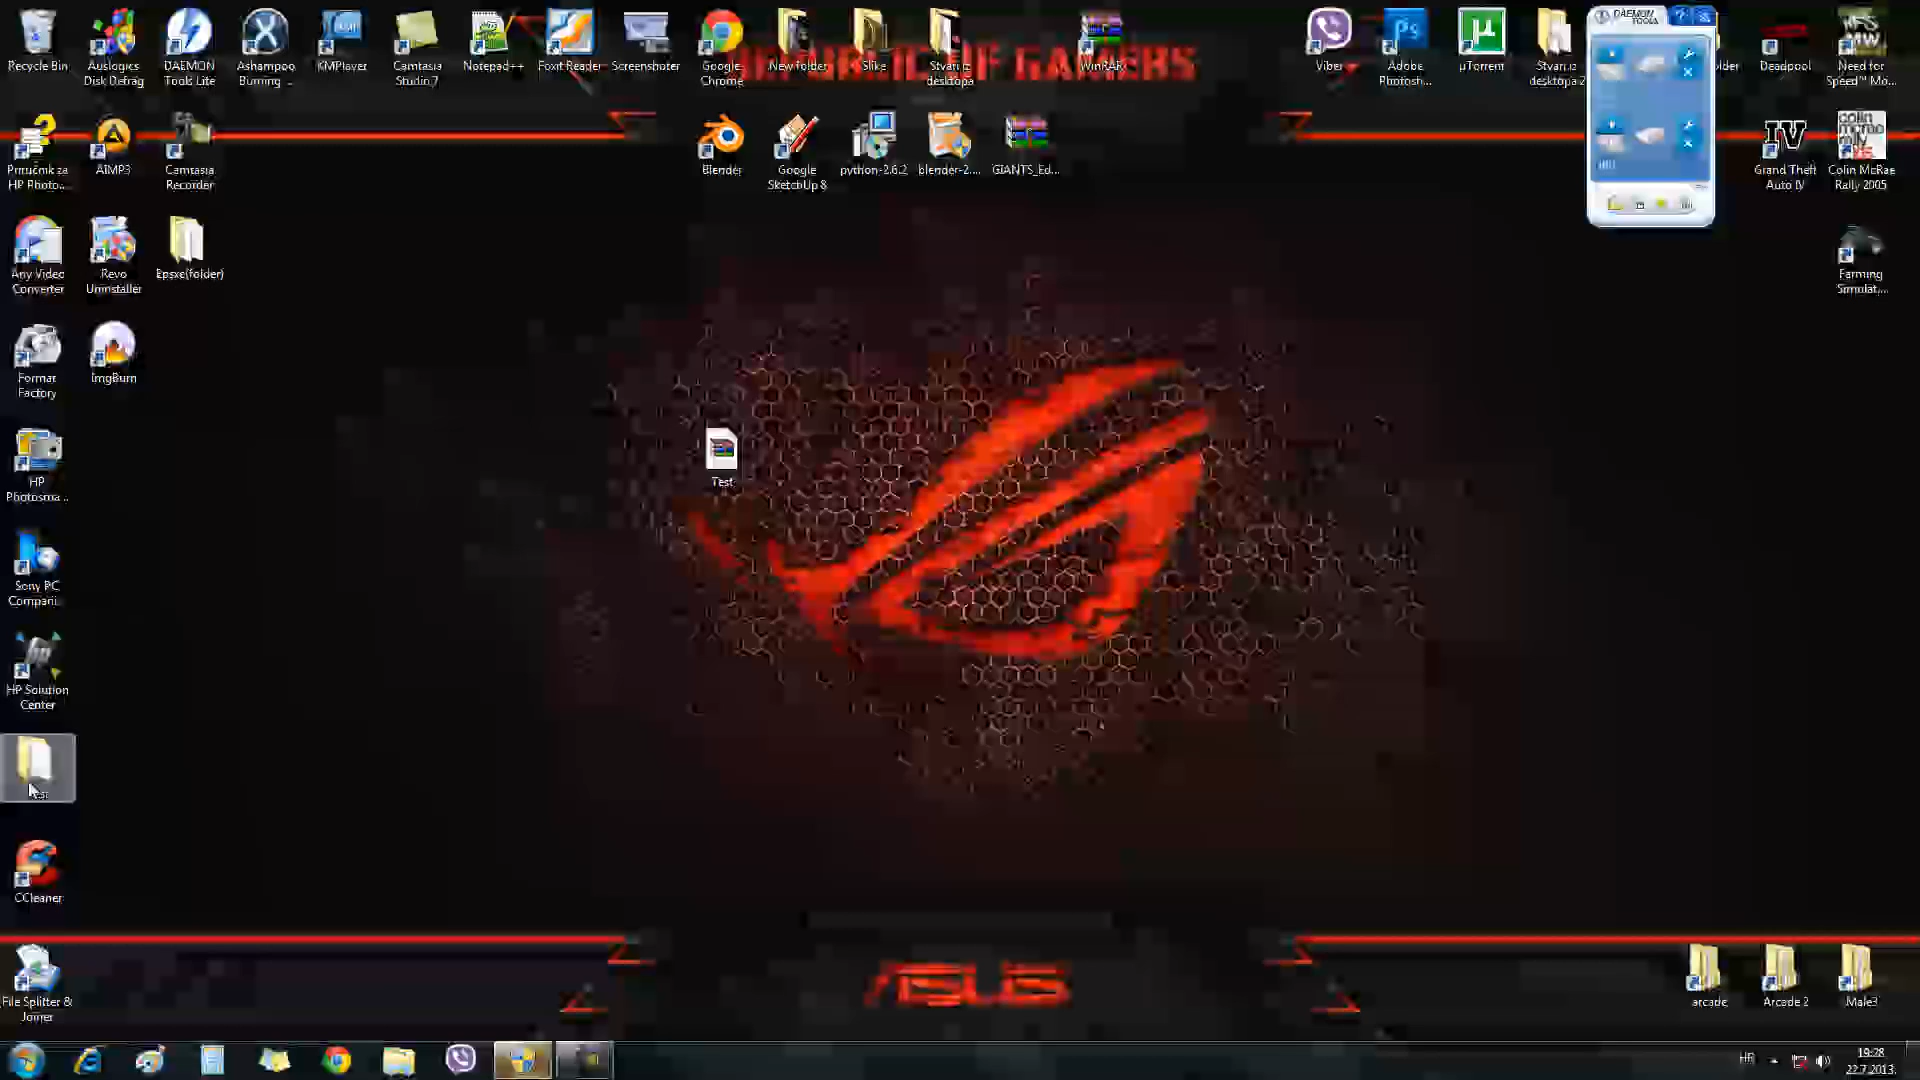 Recycle Bin
Auslogics
Disk Defrag
DAEMON
Tools Lite
Ashampoo
Burning ...
KMPlayer
Camtasia
Studio 7
Notepad++
Foxit Reader
Screenshoter
Google
Chrome
New folder
Slike
Stvari iz
desktopa
WinRAR
Viber
Adobe
Photosh...
µTorrent
Stvari iz
desktopa 2
DAEMON
TOOLS
Deadpool
Need for
Speed™ Mo...
GAMERS
Priručnik za
HP Photo...
AIMP3
Camtasia
Recorder
Blender
Google
SketchUp 8
python-2.6.2
blender-2....
GIANTS_Ed...
IV
Grand Theft
Auto IV
Colin McRae
Rally 2005
Any Video
Converter
Revo
Uninstaller
Epsxe(folder)
Farming
Simulat...
Format
Factory
ImgBurn
HP
Photosma...
Test
Sony PC
Compani...
HP Solution
Center
CCleaner
File Splitter &
Joiner
ASUS
arcade
Arcade 2
Male3
HR
19:28
22.7.2013.